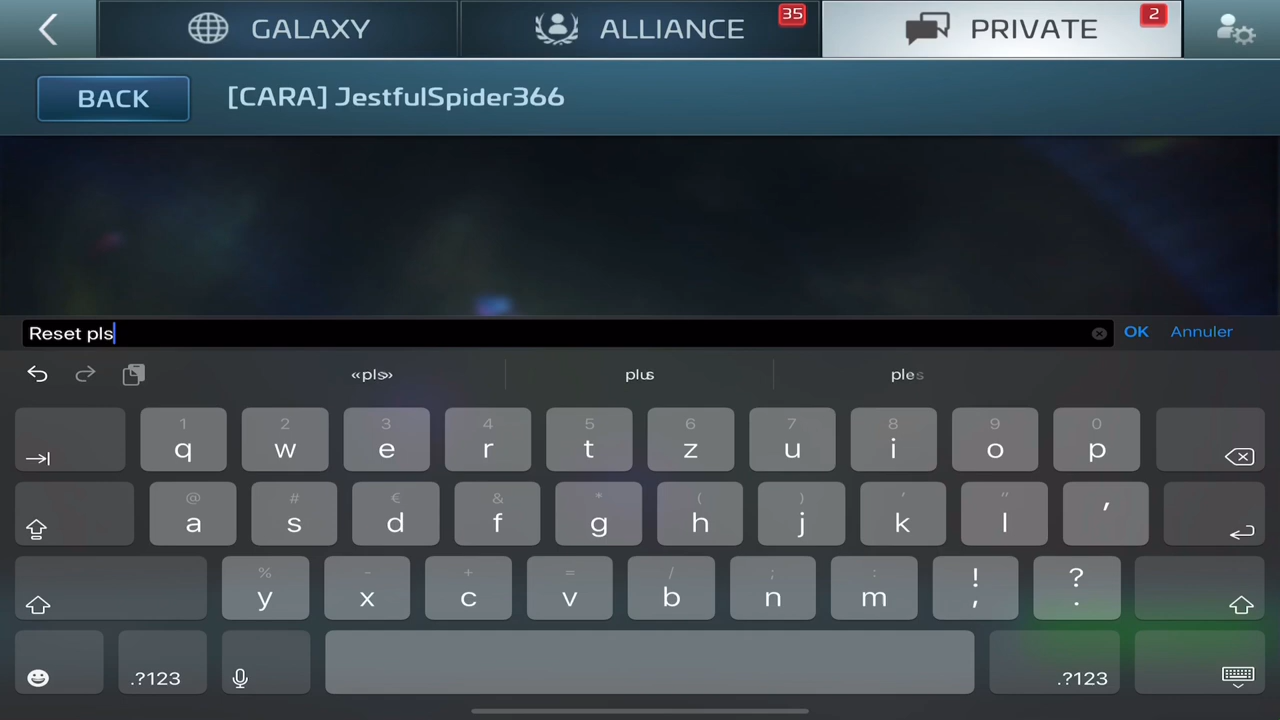 GALAXY
ALLIANCE
35
PRIVATE
2
BACK
[CARA] JestfulSpider366
Reset pls
OK
Annuler
«pls»
plus
ples
1 2 3 4 5 6 7 8 9 0
q w e r t z u i o p
@ # € & * ( ) ' "
a s d f g h j k l '
% - + = / ; : ! ?
y x c v b n m , .
.?123
.?123